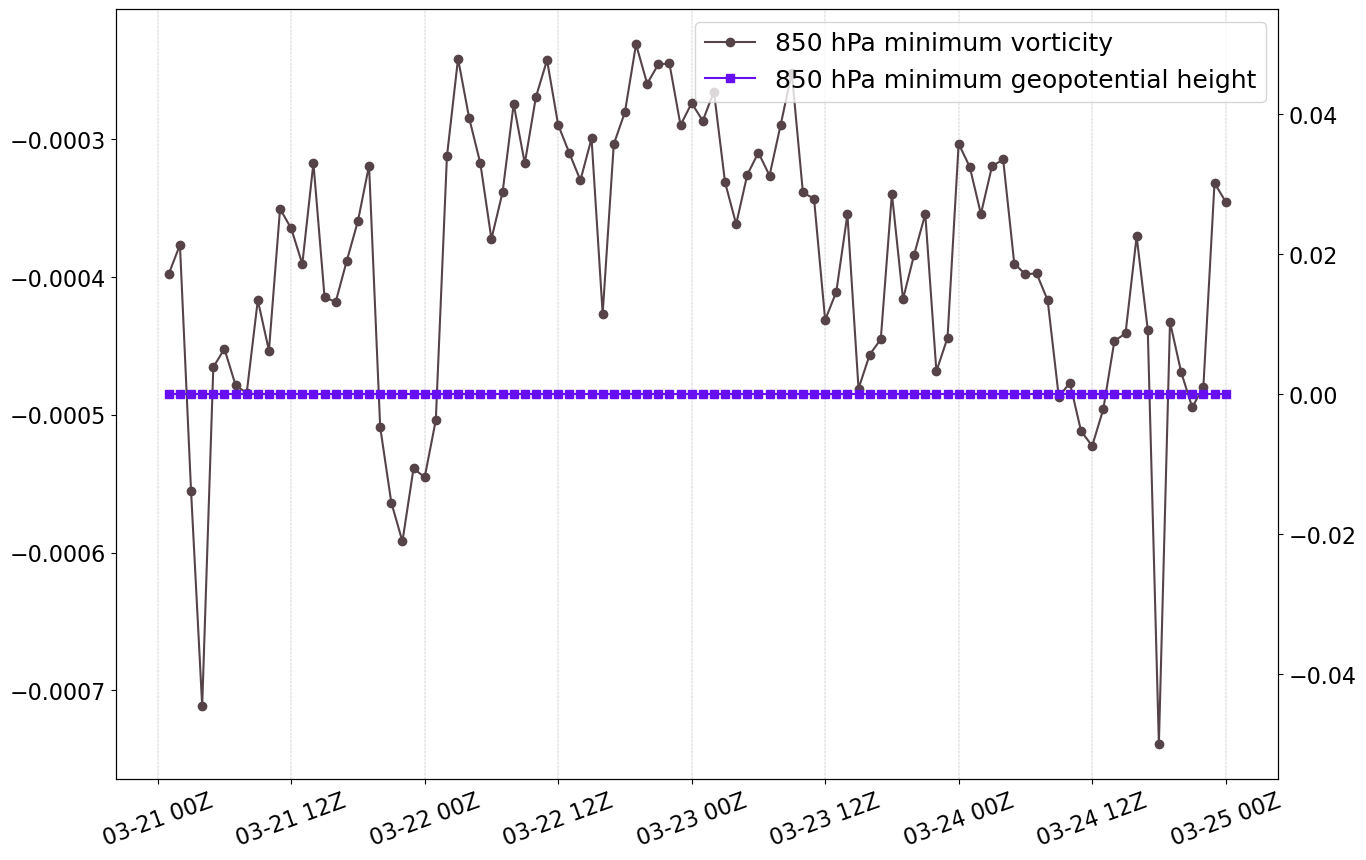 850 hPa minimum vorticity
850 hPa minimum geopotential height
−0.0003
−0.0004
−0.0005
−0.0006
−0.0007
0.04
0.02
0.00
−0.02
−0.04
03-21 00Z
03-21 12Z
03-22 00Z
03-22 12Z
03-23 00Z
03-23 12Z
03-24 00Z
03-24 12Z
03-25 00Z